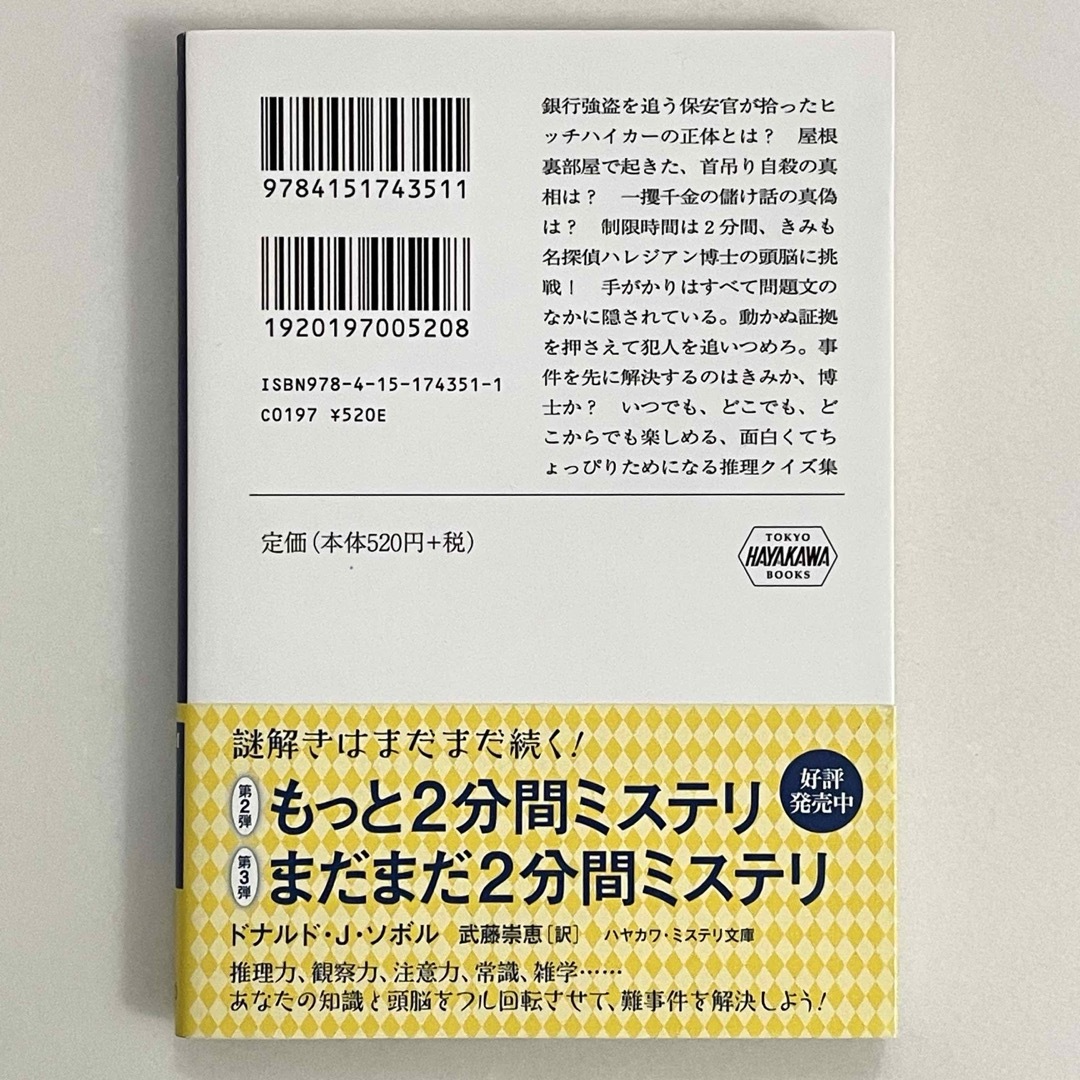 9784151743511
1920197005208
ISBN978-4-15-174351-1
C0197 ¥520E
銀行強盗を追う保安官が拾ったヒ
ッチハイカーの正体とは？　屋根
裏部屋で起きた、首吊り自殺の真
相は？　一攫千金の儲け話の真偽
は？　制限時間は２分間、きみも
名探偵ハレジアン博士の頭脳に挑
戦！　手がかりはすべて問題文の
なかに隠されている。動かぬ証拠
を押さえて犯人を追いつめろ。事
件を先に解決するのはきみか、博
士か？　いつでも、どこでも、ど
こからでも楽しめる、面白くてち
ょっぴりためになる推理クイズ集
定価(本体520円+税)
TOKYO
HAYAKAWA
BOOKS
謎解きはまだまだ続く！
第2弾 もっと2分間ミステリ
好評
発売中
第3弾 まだまだ2分間ミステリ
ドナルド・J・ソボル　武藤崇恵［訳］　ハヤカワ・ミステリ文庫
推理力、観察力、注意力、常識、雑学……
あなたの知識と頭脳をフル回転させて、難事件を解決しよう！